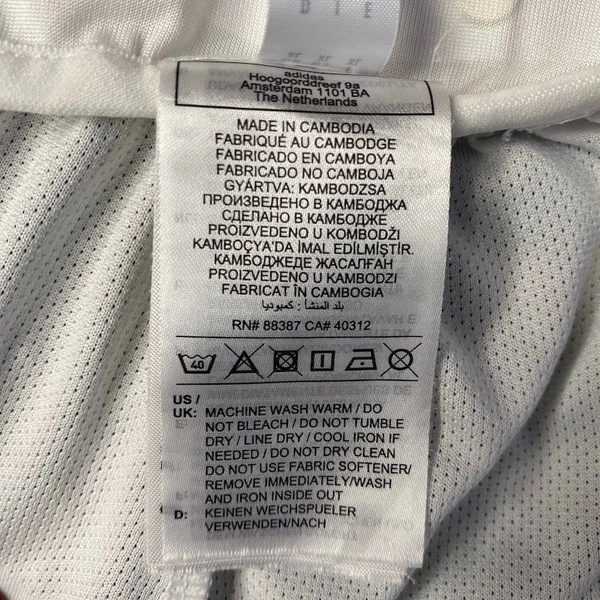 adidas
Hoogoorddreef 9a
Amsterdam 1101 BA
The Netherlands
MADE IN CAMBODIA
FABRIQUÉ AU CAMBODGE
FABRICADO EN CAMBOYA
FABRICADO NO CAMBOJA
GYÁRTVA: KAMBODZSA
ПРОИЗВЕДЕНО В КАМБОДЖА
СДЕЛАНО В КАМБОДЖЕ
PROIZVEDENO U KOMBODŽI
KAMBOÇYA'DA İMAL EDİLMİŞTİR.
КАМБОДЖЕДЕ ЖАСАЛҒАН
PROIZVEDENO U KAMBODZI
FABRICAT ÎN CAMBOGIA
بلد المنشأ : كمبوديا
RN# 88387 CA# 40312
40
US /
UK: MACHINE WASH WARM / DO
NOT BLEACH / DO NOT TUMBLE
DRY / LINE DRY / COOL IRON IF
NEEDED / DO NOT DRY CLEAN
DO NOT USE FABRIC SOFTENER/
REMOVE IMMEDIATELY/WASH
AND IRON INSIDE OUT
D: KEINEN WEICHSPUELER
VERWENDEN/NACH